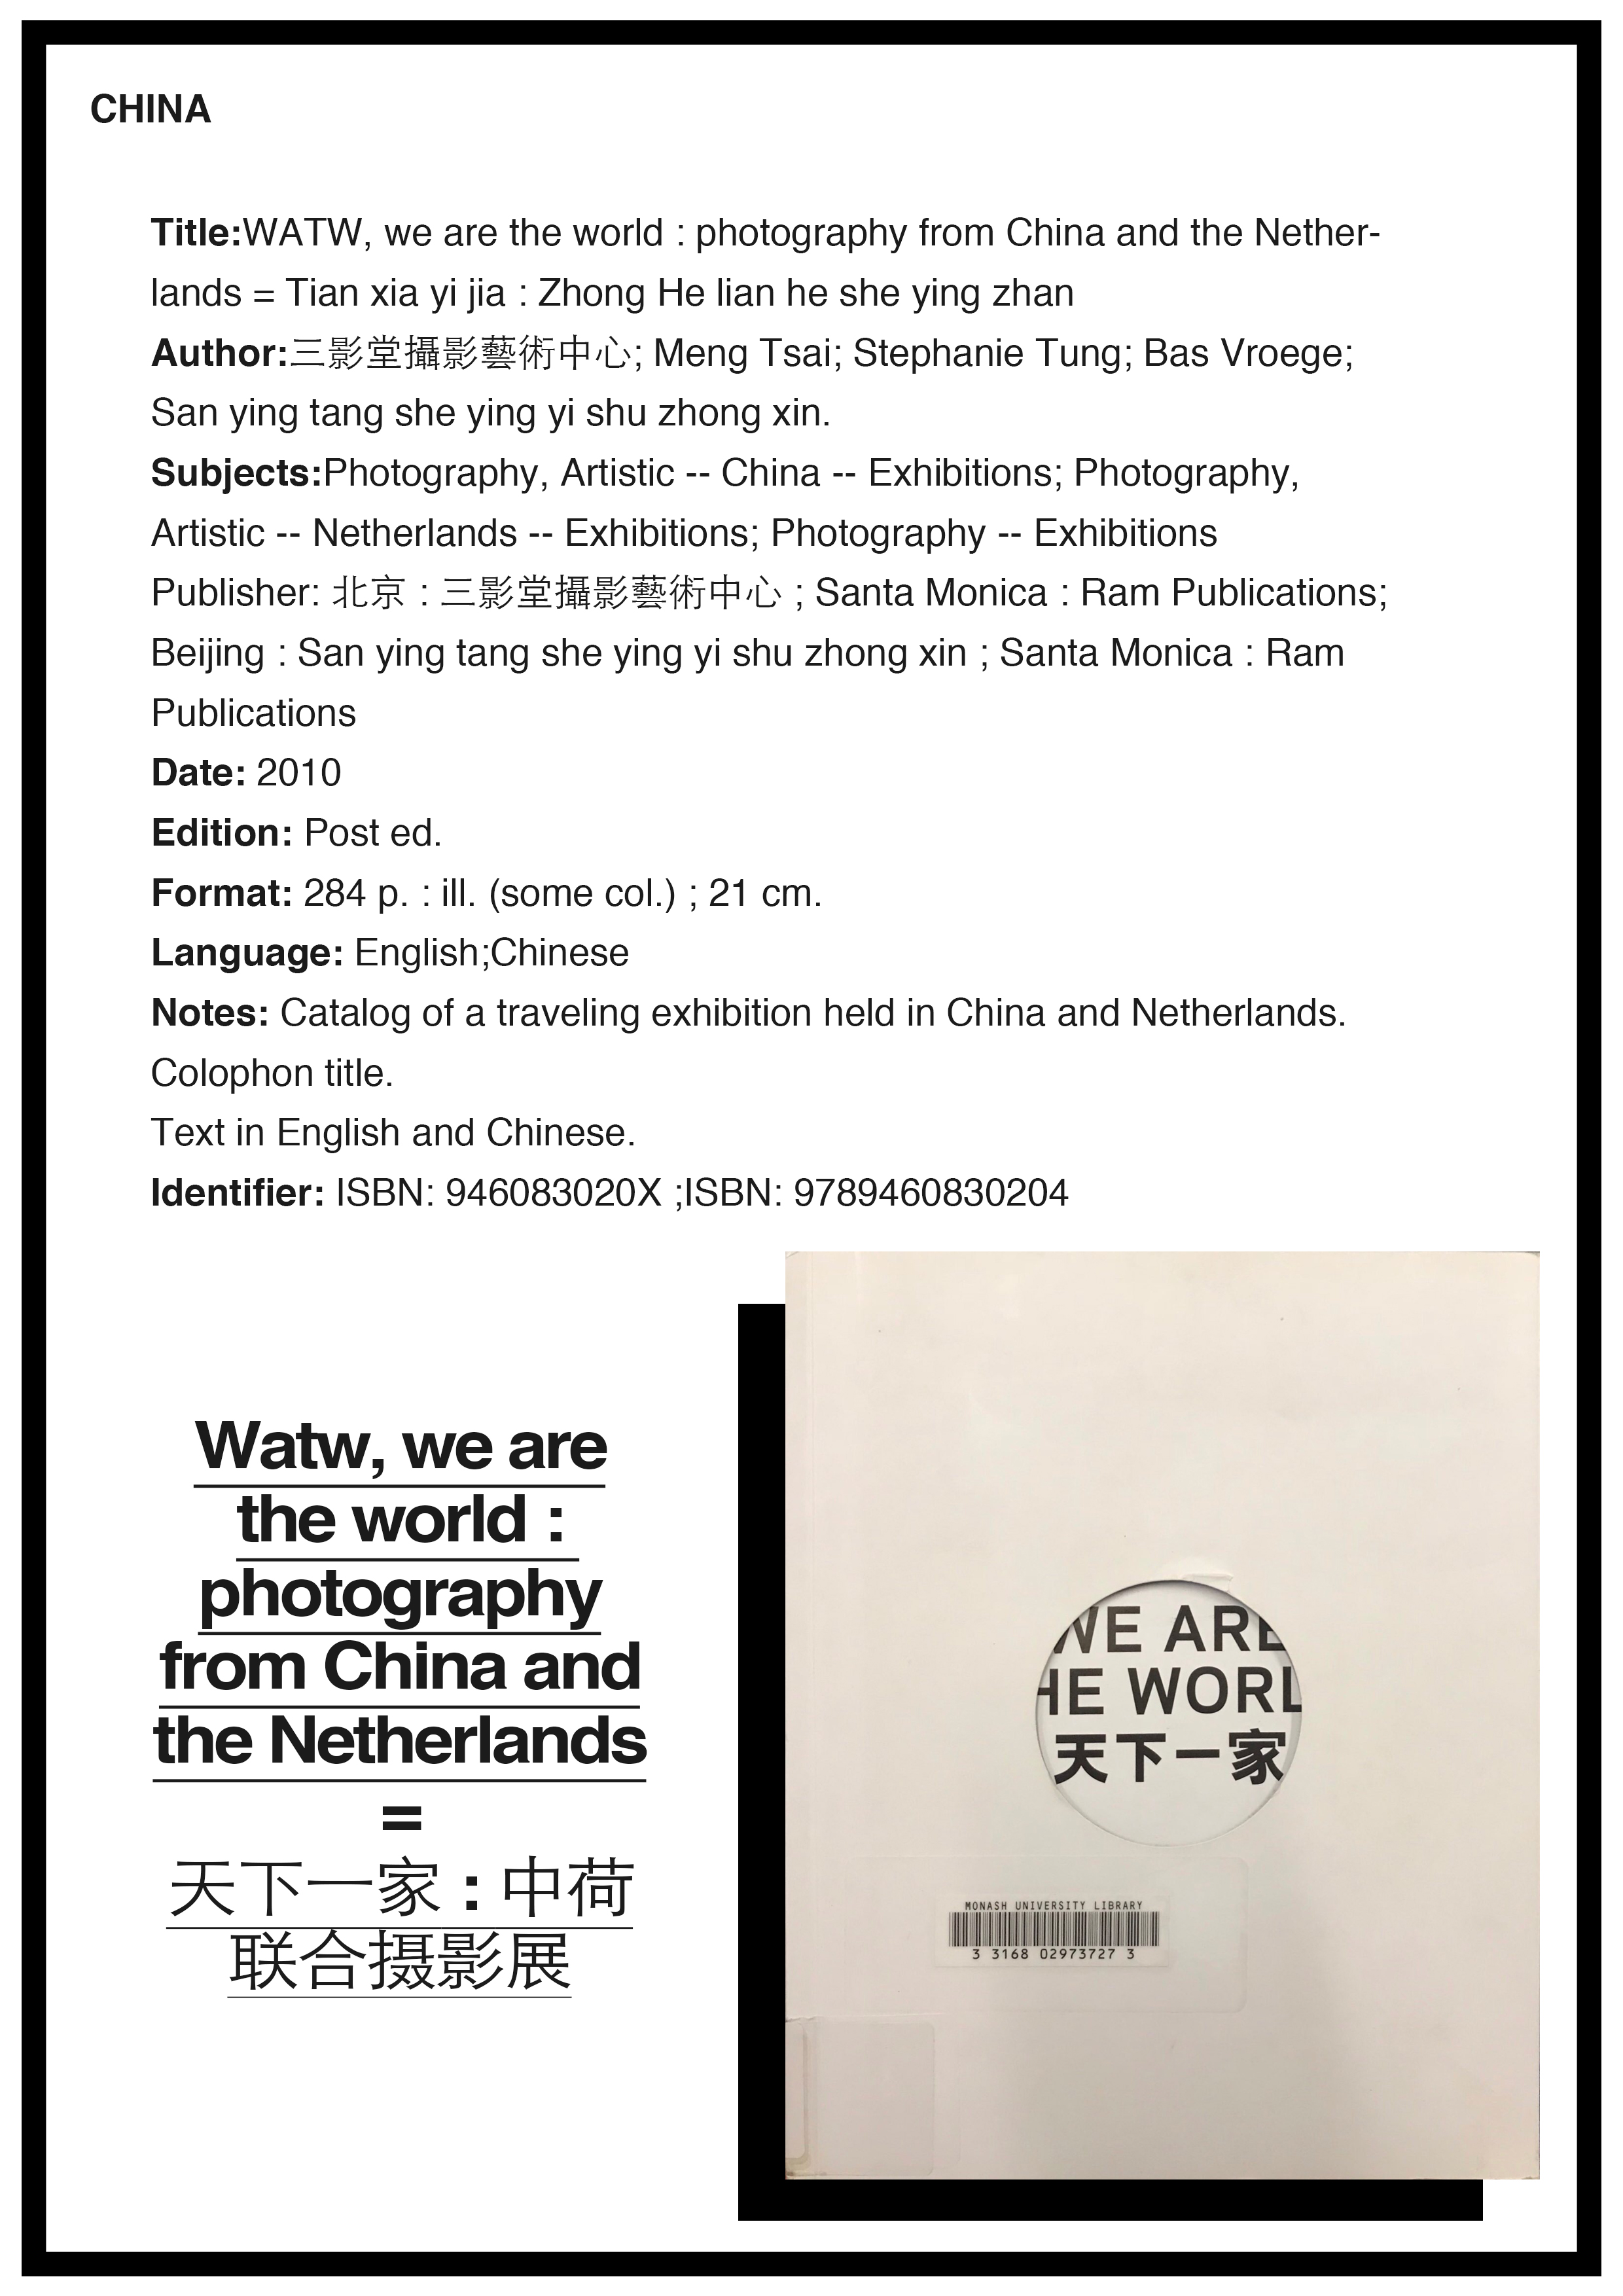 CHINA
Title:WATW, we are the world : photography from China and the Nether-
lands = Tian xia yi jia : Zhong He lian he she ying zhan
Author:三影堂攝影藝術中心; Meng Tsai; Stephanie Tung; Bas Vroege;
San ying tang she ying yi shu zhong xin.
Subjects:Photography, Artistic -- China -- Exhibitions; Photography,
Artistic -- Netherlands -- Exhibitions; Photography -- Exhibitions
Publisher: 北京 : 三影堂攝影藝術中心 ; Santa Monica : Ram Publications;
Beijing : San ying tang she ying yi shu zhong xin ; Santa Monica : Ram
Publications
Date: 2010
Edition: Post ed.
Format: 284 p. : ill. (some col.) ; 21 cm.
Language: English;Chinese
Notes: Catalog of a traveling exhibition held in China and Netherlands.
Colophon title.
Text in English and Chinese.
Identifier: ISBN: 946083020X ;ISBN: 9789460830204
Watw, we are
the world :
photography
from China and
the Netherlands
=
天下一家 : 中荷
联合摄影展
WE ARE
HE WORL
天下一家
MONASH UNIVERSITY LIBRARY
3 3168 02973727 3